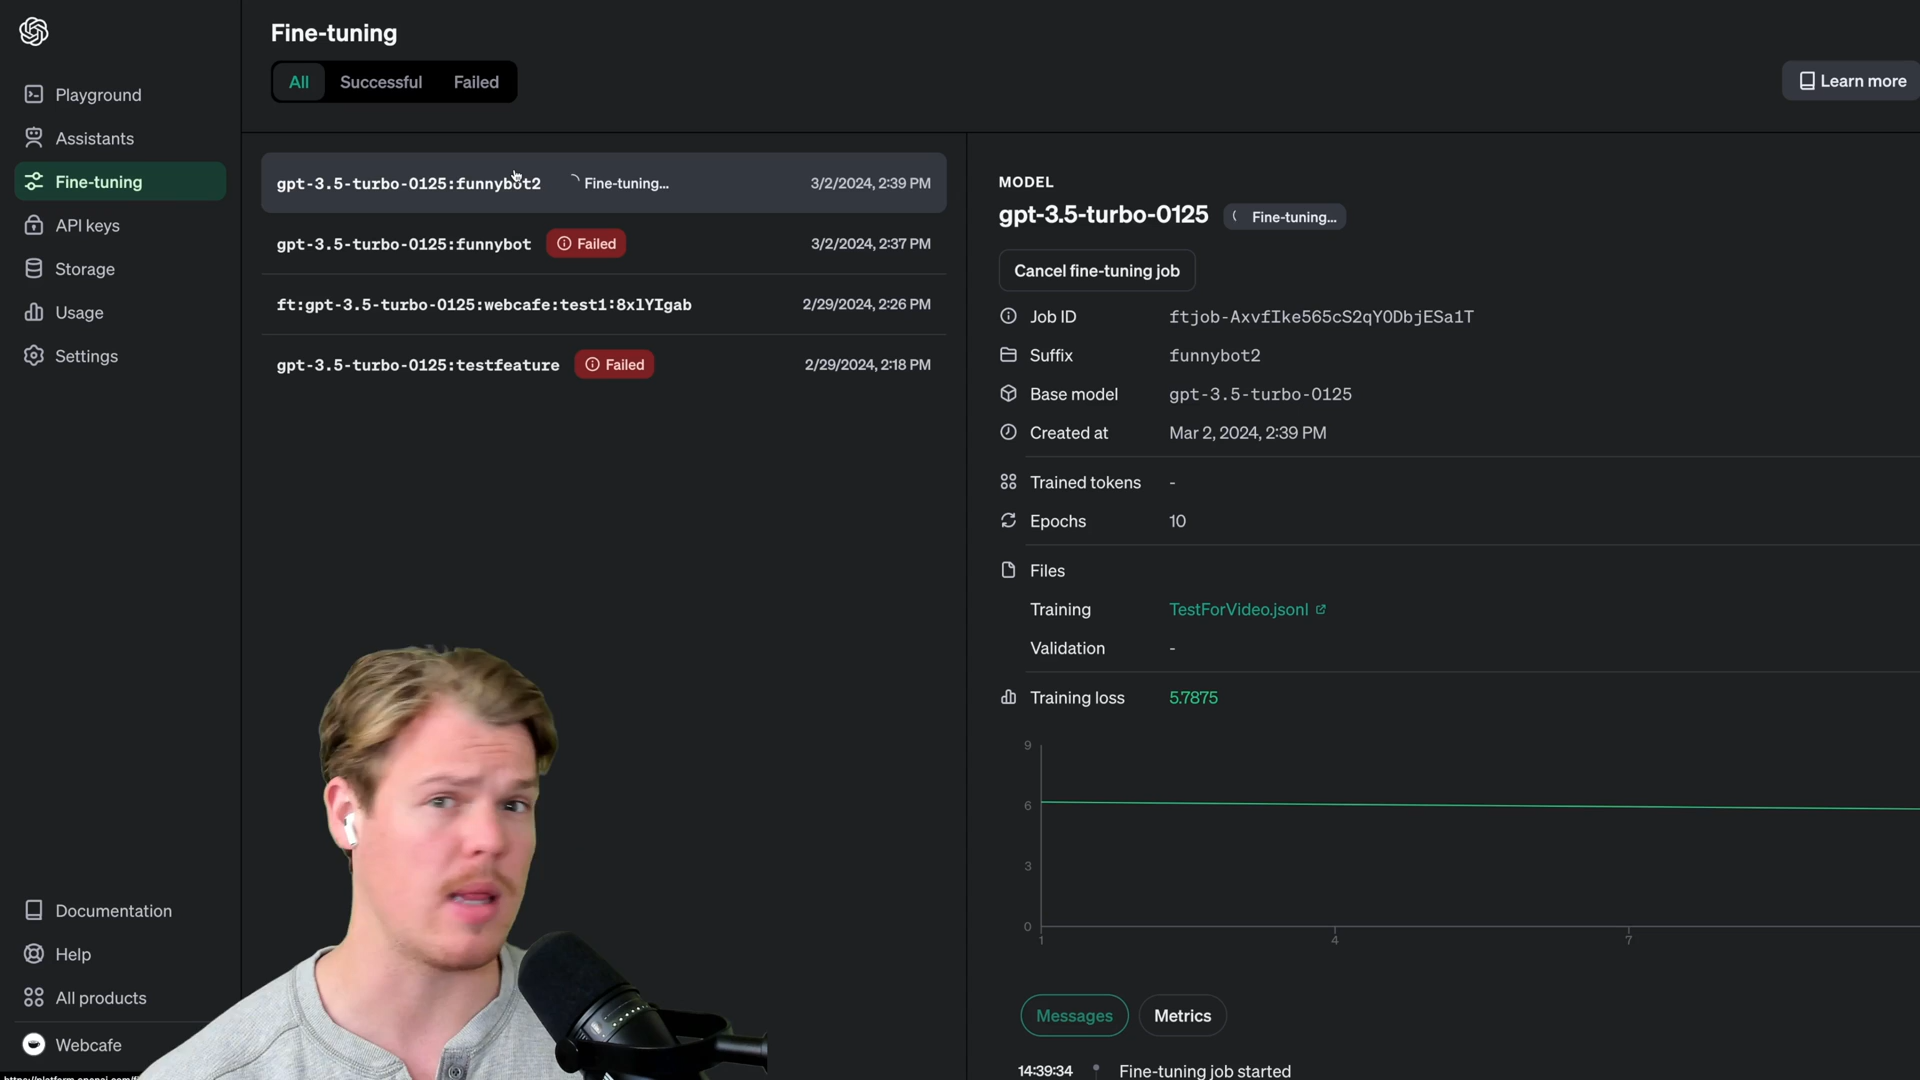 Fine-tuning
All Successful Failed
Learn more
Playground
Assistants
Fine-tuning
API keys
Storage
Usage
Settings
gpt-3.5-turbo-0125:funnybot2 Fine-tuning... 3/2/2024, 2:39 PM
gpt-3.5-turbo-0125:funnybot Failed 3/2/2024, 2:37 PM
ft:gpt-3.5-turbo-0125:webcafe:test1:8xlYIgab 2/29/2024, 2:26 PM
gpt-3.5-turbo-0125:testfeature Failed 2/29/2024, 2:18 PM
MODEL
gpt-3.5-turbo-0125 Fine-tuning...
Cancel fine-tuning job
Job ID ftjob-AxvfIke565cS2qYODbjESa1T
Suffix funnybot2
Base model gpt-3.5-turbo-0125
Created at Mar 2, 2024, 2:39 PM
Trained tokens -
Epochs 10
Files
Training TestForVideo.jsonl
Validation -
Training loss 5.7875
9
6
3
0
1 4 7
Messages Metrics
14:39:34 Fine-tuning job started
Documentation
Help
All products
Webcafe